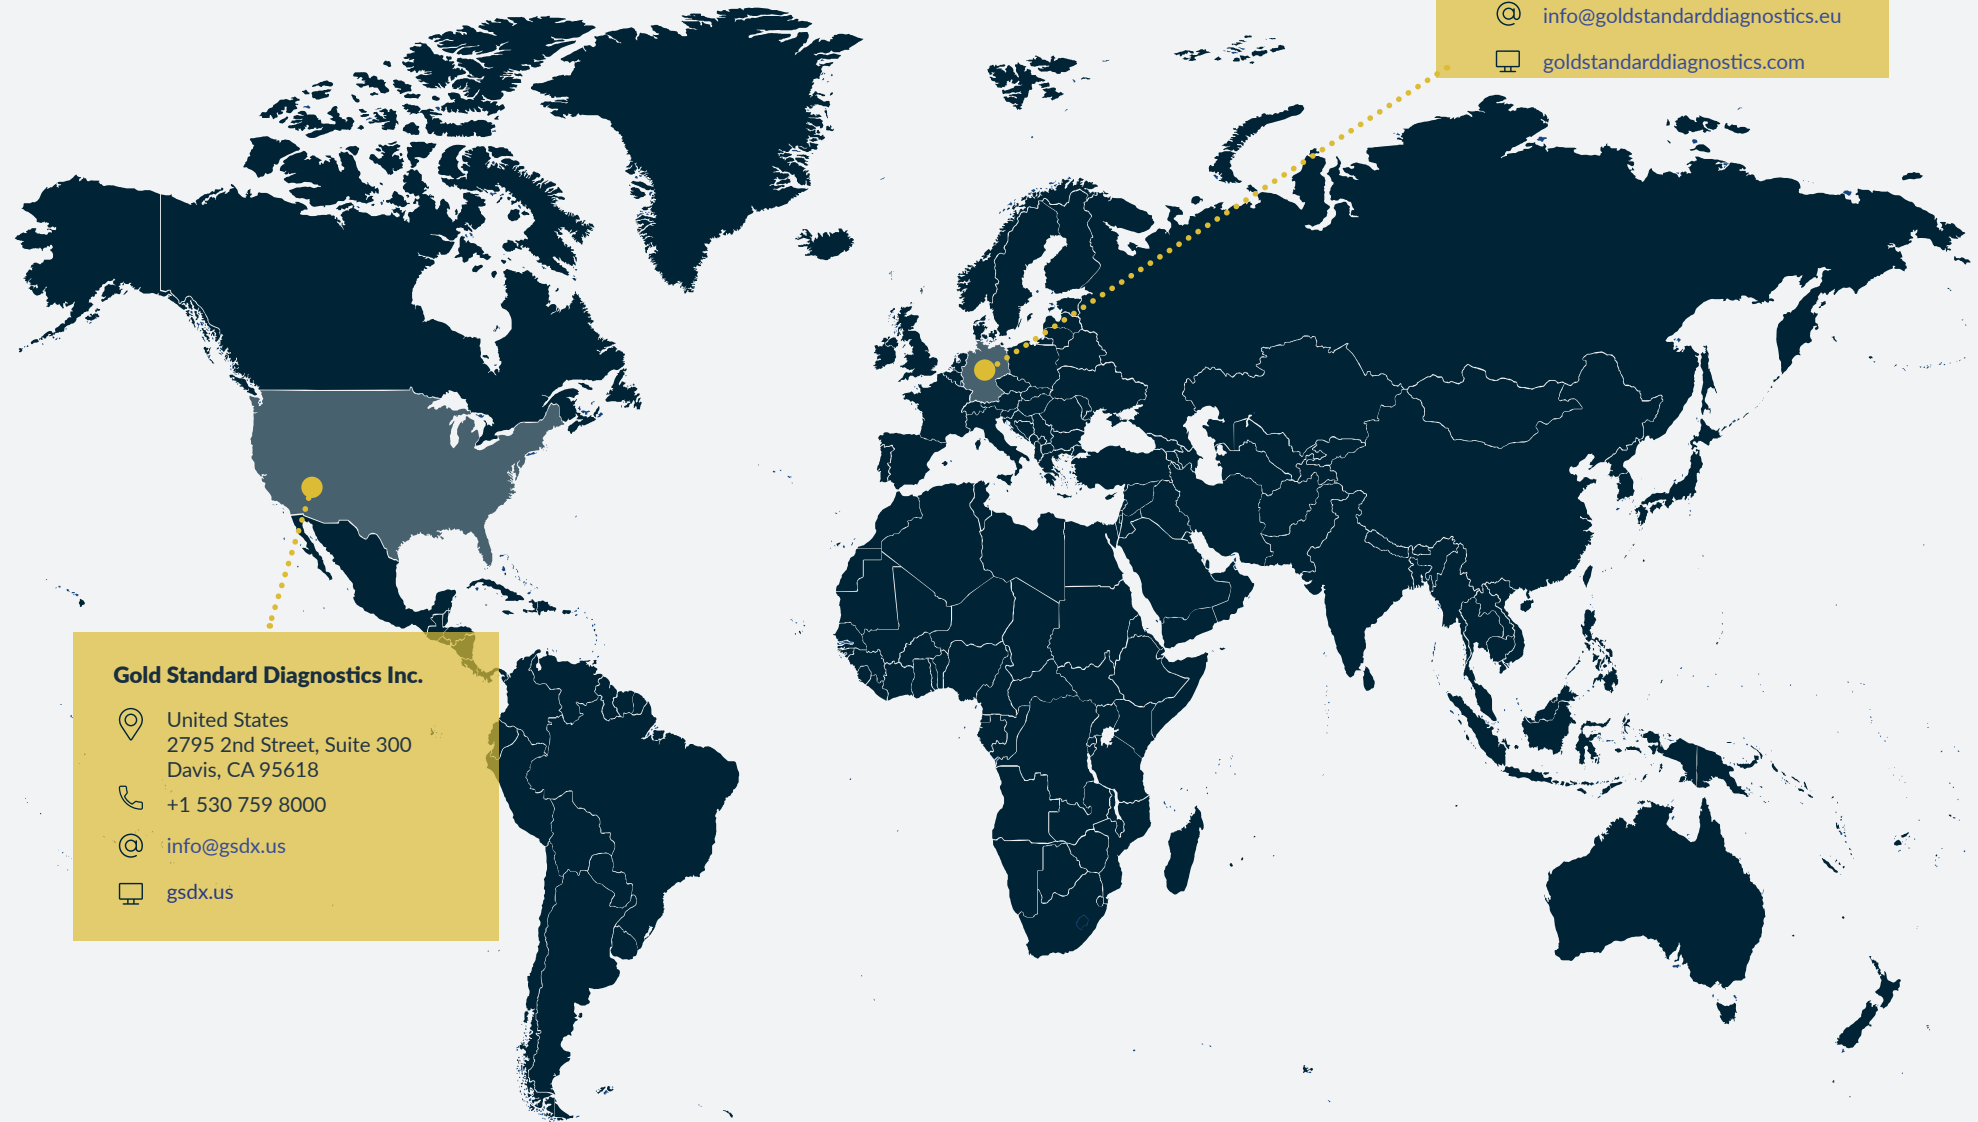 info@goldstandarddiagnostics.eu
goldstandarddiagnostics.com
Gold Standard Diagnostics Inc.
United States
2795 2nd Street, Suite 300
Davis, CA 95618
+1 530 759 8000
info@gsdx.us
gsdx.us